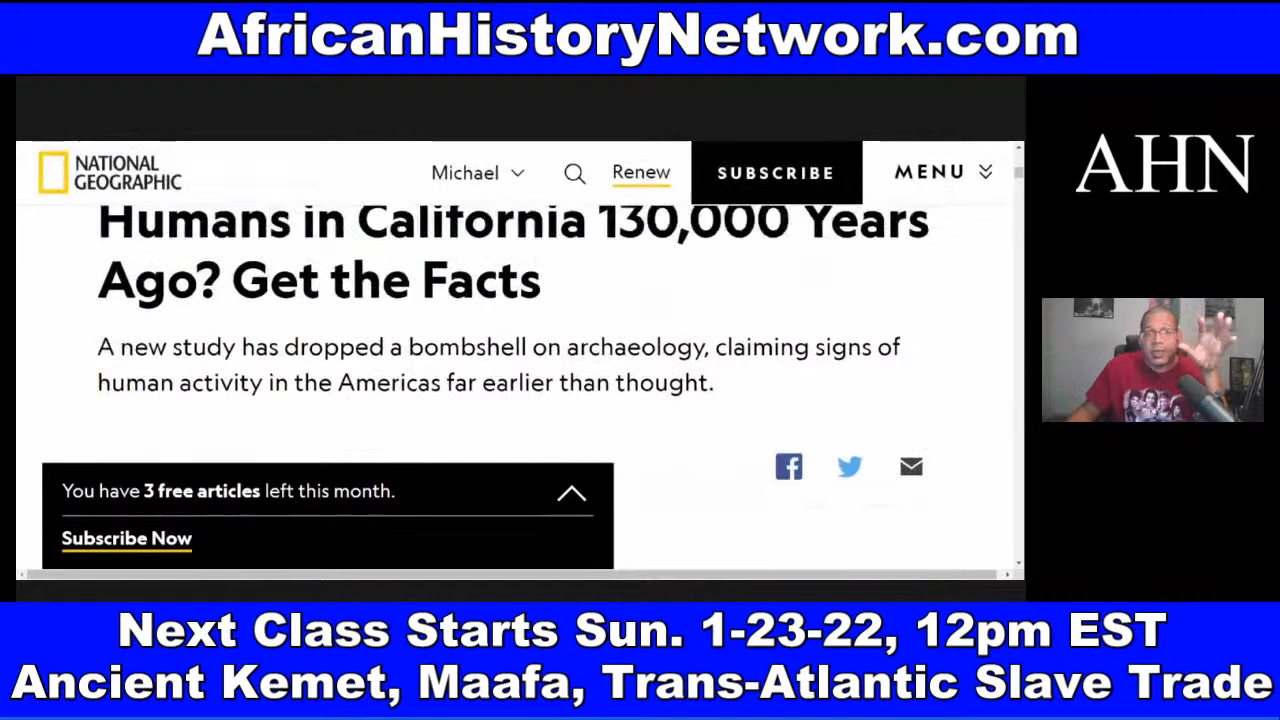 AfricanHistoryNetwork.com
NATIONAL
GEOGRAPHIC
Michael
Renew
SUBSCRIBE
MENU
AHN
Humans in California 130,000 Years
Ago? Get the Facts
A new study has dropped a bombshell on archaeology, claiming signs of
human activity in the Americas far earlier than thought.
You have 3 free articles left this month.
Subscribe Now
Next Class Starts Sun. 1-23-22, 12pm EST
Ancient Kemet, Maafa, Trans-Atlantic Slave Trade